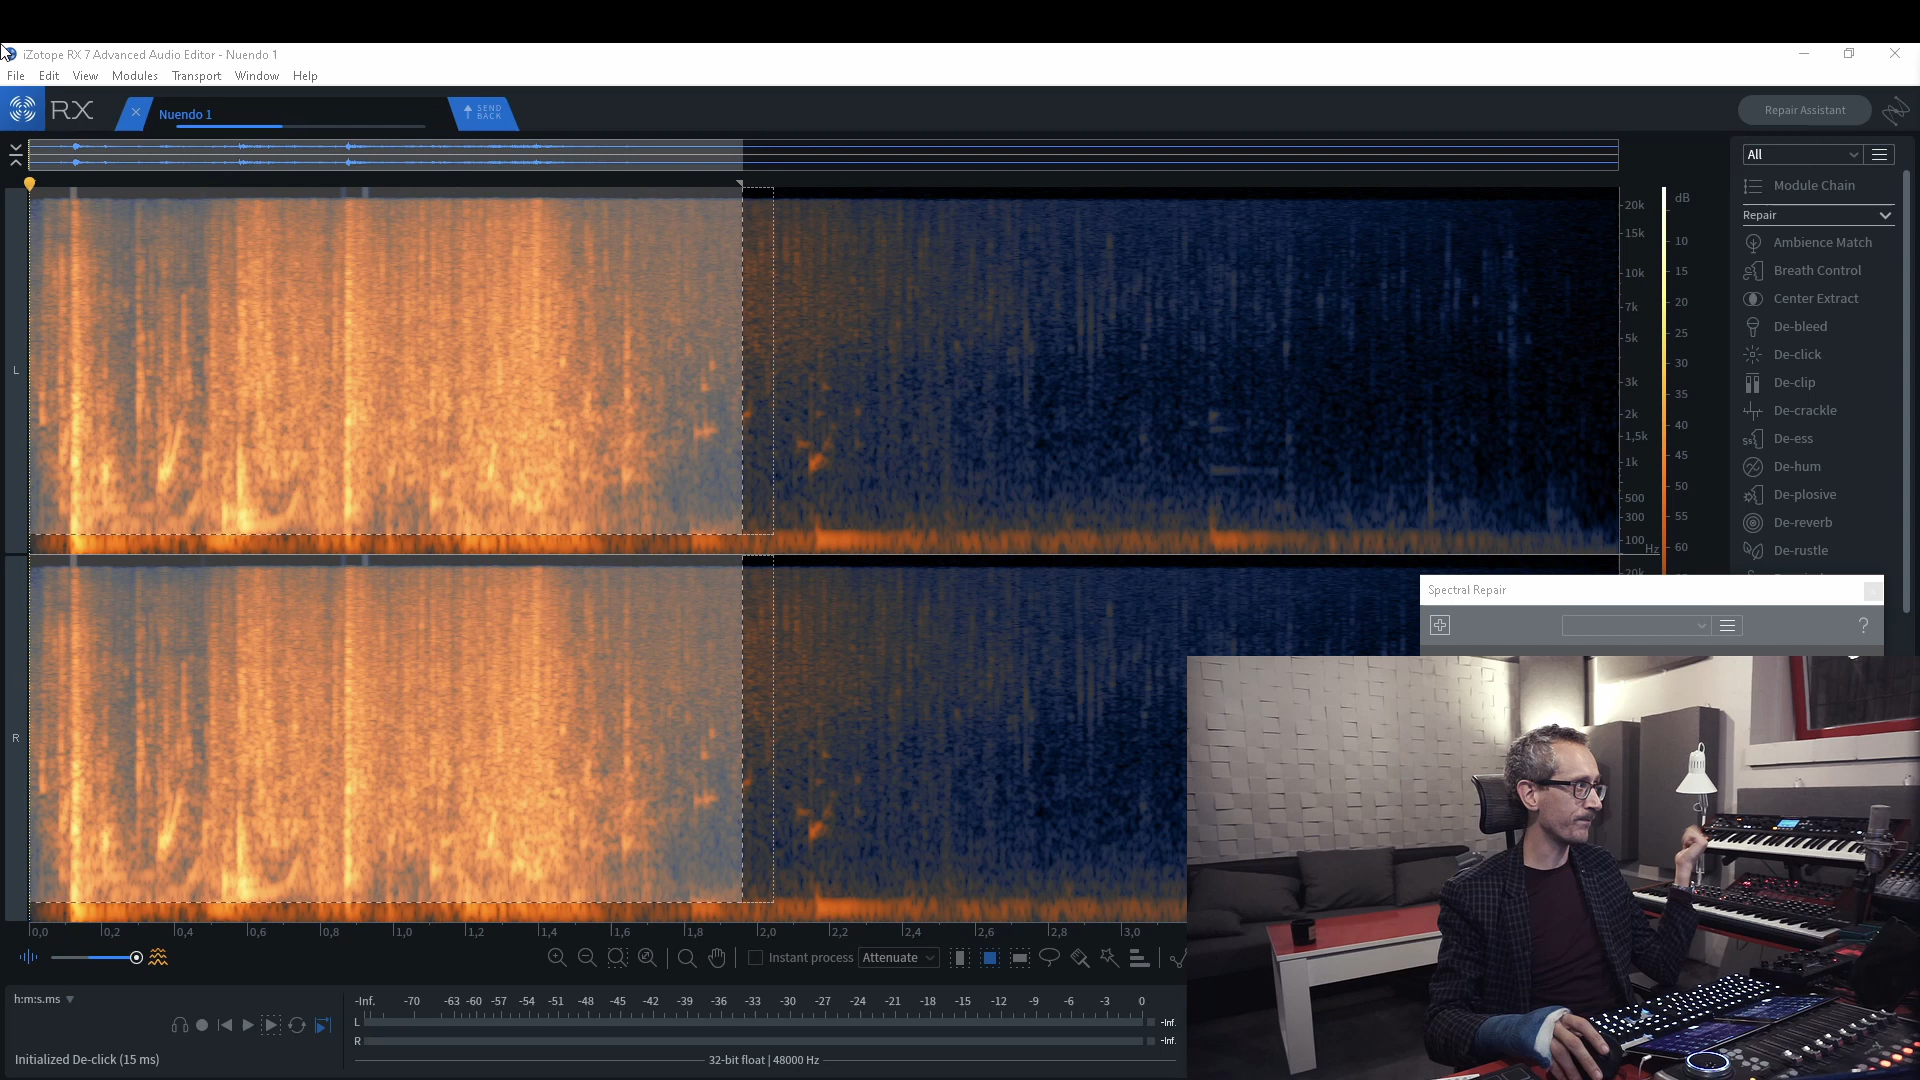 iZotope RX 7 Advanced Audio Editor - Nuendo 1
File Edit View Modules Transport Window Help
RX
Nuendo 1
SEND
BACK
Repair Assistant
All
Module Chain
Repair
Ambience Match
Breath Control
Center Extract
De-bleed
De-click
De-clip
De-crackle
De-ess
De-hum
De-plosive
De-reverb
De-rustle
dB
10
15
20
25
30
35
40
45
50
55
60
20k
15k
10k
7k
5k
3k
2k
1,5k
1k
500
300
100
Hz
20k
L
R
Spectral Repair
?
0,0 0,2 0,4 0,6 0,8 1,0 1,2 1,4 1,6 1,8 2,0 2,2 2,4 2,6 2,8 3,0
Instant process Attenuate
h:m:s.ms
-Inf. -70 -63 -60 -57 -54 -51 -48 -45 -42 -39 -36 -33 -30 -27 -24 -21 -18 -15 -12 -9 -6 -3 0
L -Inf.
R -Inf.
Initialized De-click (15 ms)
32-bit float | 48000 Hz